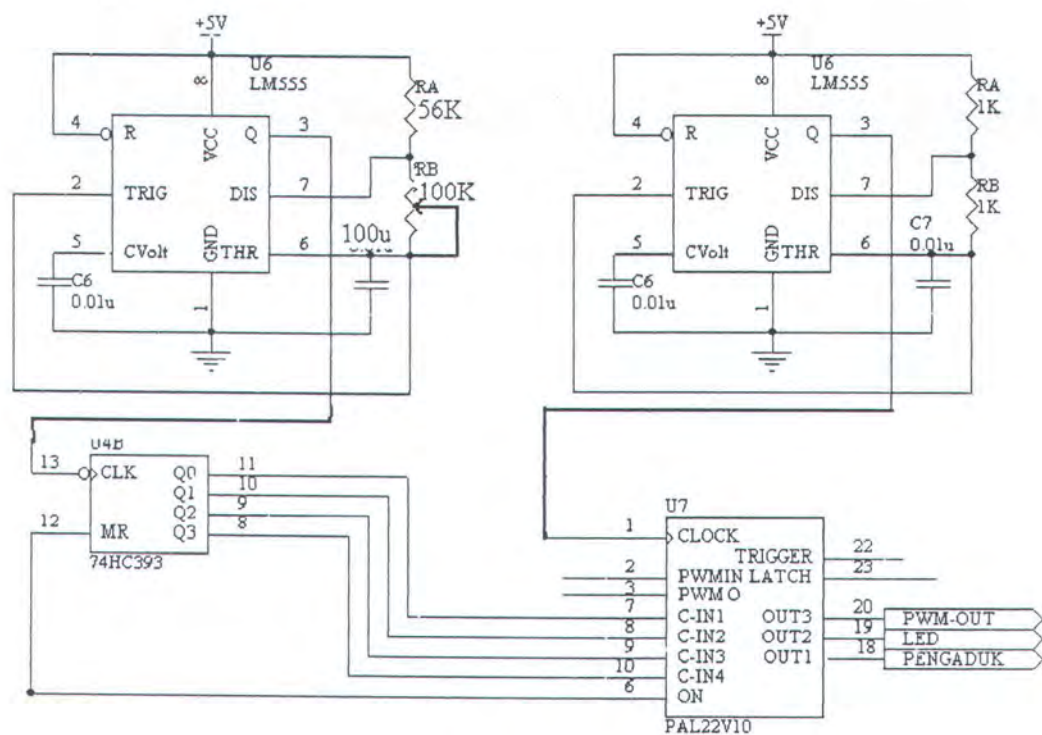 +5V
U6
LM555
8
RA
56K
4
R
VCC
Q
3
2
TRIG
DIS
7
RB
100K
5
CVolt
GND
THR
6
100u
C6
0.01u
1
+5V
U6
LM555
8
RA
1K
4
R
VCC
Q
3
2
TRIG
DIS
7
RB
1K
5
CVolt
GND
THR
6
C7
0.01u
C6
0.01u
1
U4B
13
CLK
Q0
11
Q1
10
Q2
9
Q3
8
12
MR
74HC393
U7
1
CLOCK
TRIGGER
22
2
PWMIN
LATCH
23
3
PWM O
7
C-IN1
OUT3
20
PWM-OUT
8
C-IN2
OUT2
19
LED
9
C-IN3
OUT1
18
PENGADUK
10
C-IN4
6
ON
PAL22V10